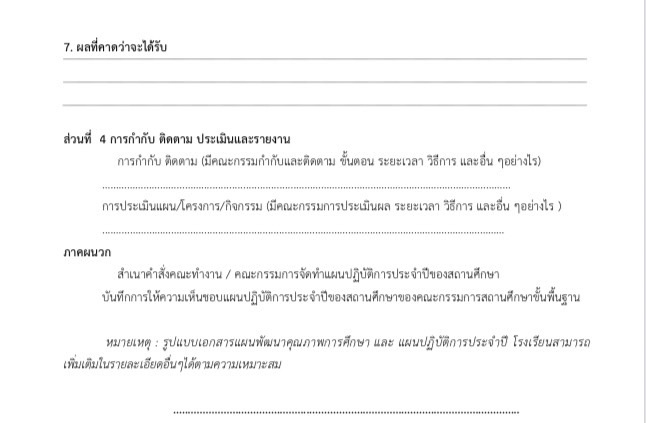 7. ผลที่คาดว่าจะได้รับ
ส่วนที่ 4 การกำกับ ติดตาม ประเมินและรายงาน
การกำกับ ติดตาม (มีคณะกรรมกำกับและติดตาม ขั้นตอน ระยะเวลา วิธีการ และอื่น ๆอย่างไร)
....................................................................................................................................................
การประเมินแผน/โครงการ/กิจกรรม (มีคณะกรรมการประเมินผล ระยะเวลา วิธีการ และอื่น ๆอย่างไร )
..................................................................................................................................................
ภาคผนวก
สำเนาคำสั่งคณะทำงาน / คณะกรรมการจัดทำแผนปฏิบัติการประจำปีของสถานศึกษา
บันทึกการให้ความเห็นชอบแผนปฏิบัติการประจำปีของสถานศึกษาของคณะกรรมการสถานศึกษาขั้นพื้นฐาน
หมายเหตุ : รูปแบบเอกสารแผนพัฒนาคุณภาพการศึกษา และ แผนปฏิบัติการประจำปี โรงเรียนสามารถ
เพิ่มเติมในรายละเอียดอื่นๆได้ตามความเหมาะสม
........................................................................................................................